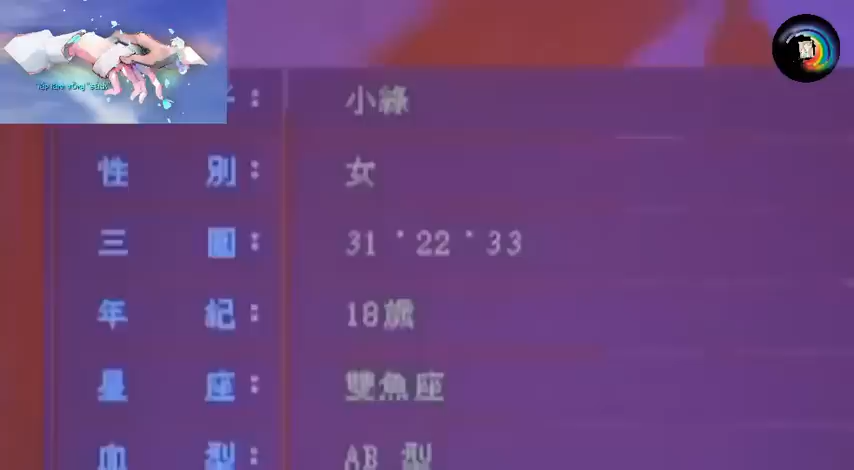 ：小綠
性別：女
三圍：31‧22‧33
年紀：18歲
星座：雙魚座
血型：AB 型